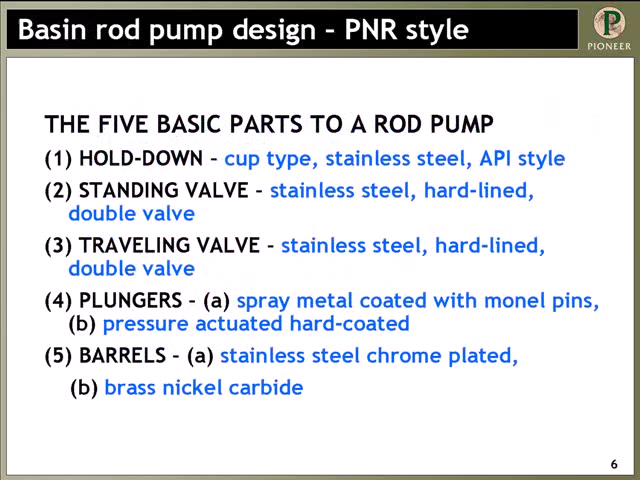 Basin rod pump design – PNR style
P
PIONEER
THE FIVE BASIC PARTS TO A ROD PUMP
(1) HOLD-DOWN – cup type, stainless steel, API style
(2) STANDING VALVE – stainless steel, hard-lined,
double valve
(3) TRAVELING VALVE – stainless steel, hard-lined,
double valve
(4) PLUNGERS – (a) spray metal coated with monel pins,
(b) pressure actuated hard-coated
(5) BARRELS – (a) stainless steel chrome plated,
(b) brass nickel carbide
6